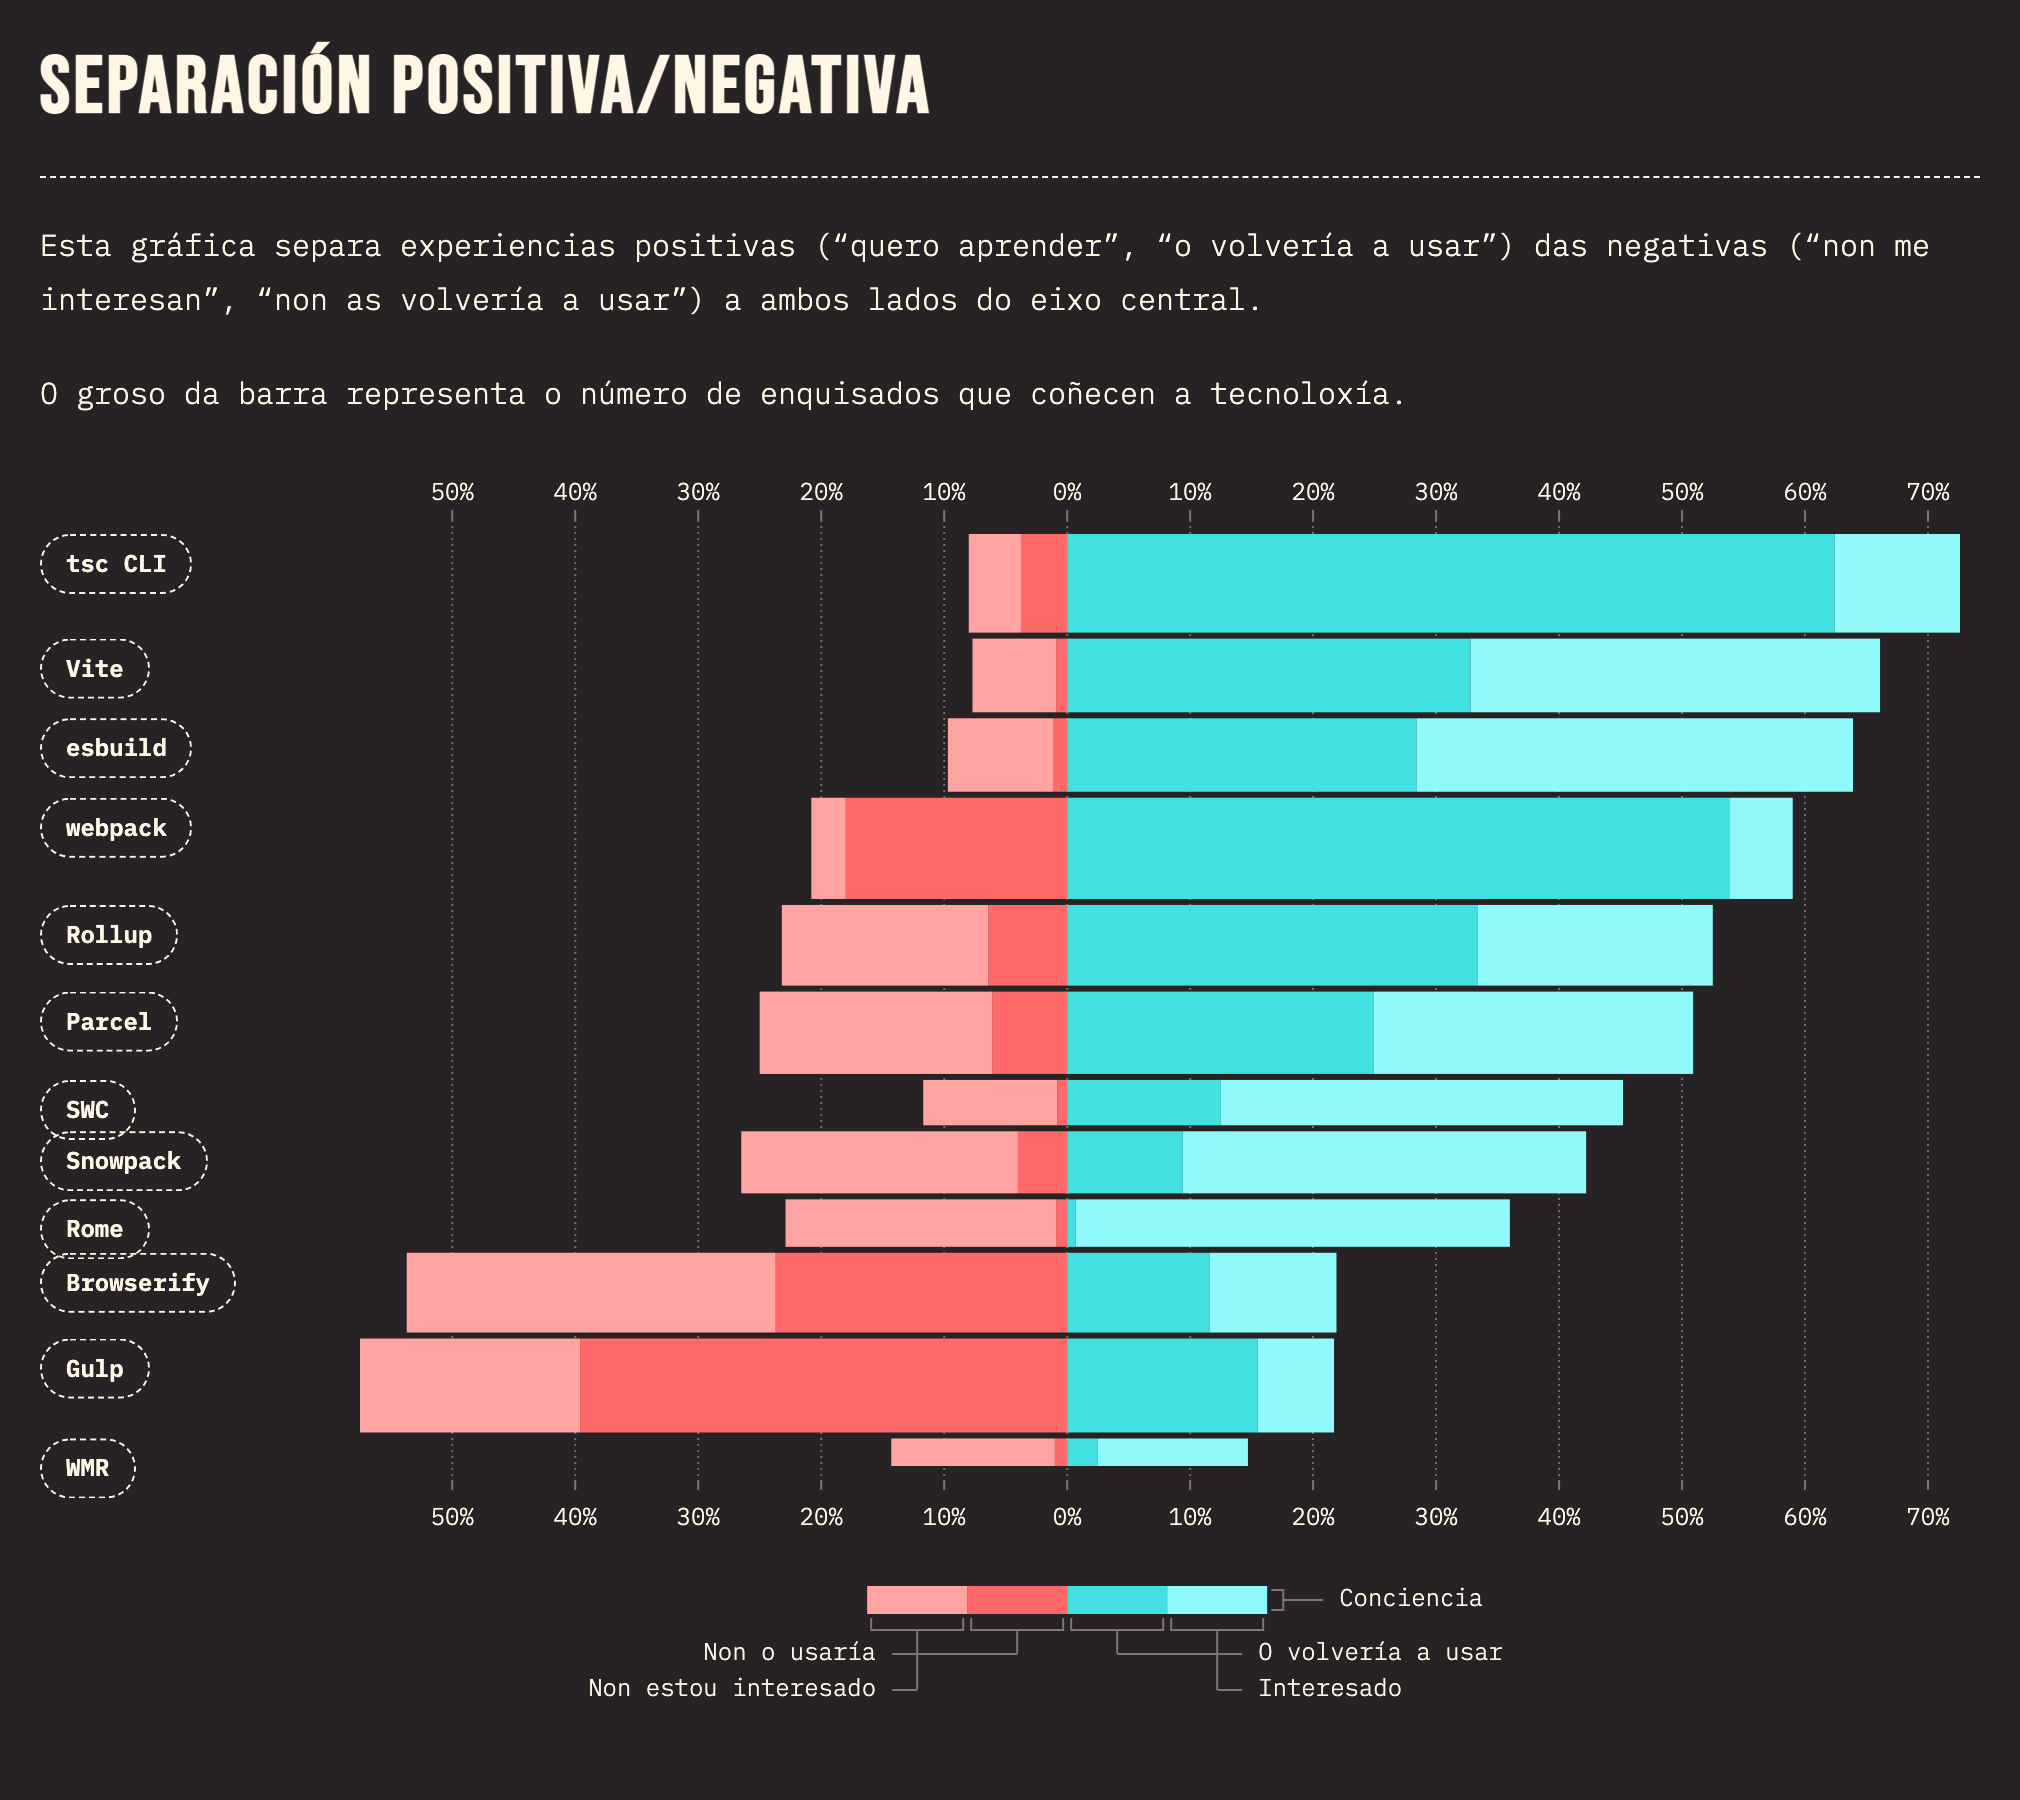 SEPARACIÓN POSITIVA/NEGATIVA
Esta gráfica separa experiencias positivas (“quero aprender”, “o volvería a usar”) das negativas (“non me
interesan”, “non as volvería a usar”) a ambos lados do eixo central.
O groso da barra representa o número de enquisados que coñecen a tecnoloxía.
50% 40% 30% 20% 10% 0% 10% 20% 30% 40% 50% 60% 70%
tsc CLI
Vite
esbuild
webpack
Rollup
Parcel
SWC
Snowpack
Rome
Browserify
Gulp
WMR
50% 40% 30% 20% 10% 0% 10% 20% 30% 40% 50% 60% 70%
Conciencia
Non o usaría O volvería a usar
Non estou interesado Interesado